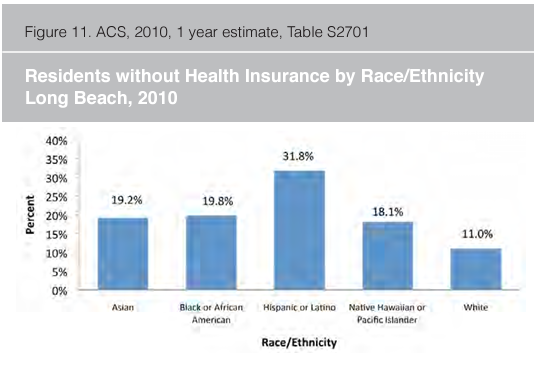 Figure 11. ACS, 2010, 1 year estimate, Table S2701
Residents without Health Insurance by Race/Ethnicity
Long Beach, 2010
40%
35%
30%
25%
20%
15%
10%
5%
0%
Percent
19.2%
19.8%
31.8%
18.1%
11.0%
Asian
Black or African
American
Hispanic or Latino
Native Hawaiian or
Pacific Islander
White
Race/Ethnicity